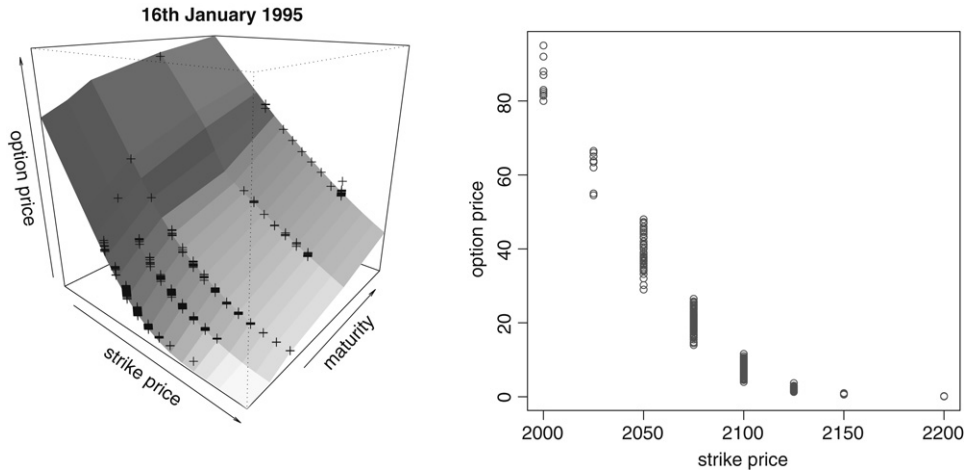 16th January 1995
option price
strike price
maturity
option price
0
20
40
60
80
2000
2050
2100
2150
2200
strike price